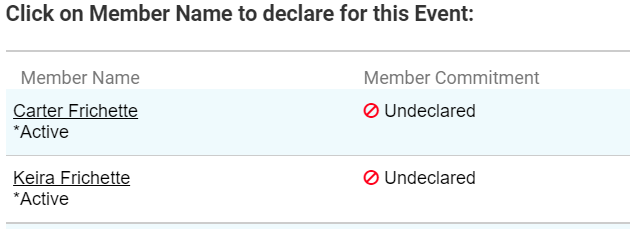 Click on Member Name to declare for this Event:
Member Name Member Commitment
Carter Frichette Undeclared
*Active
Keira Frichette Undeclared
*Active